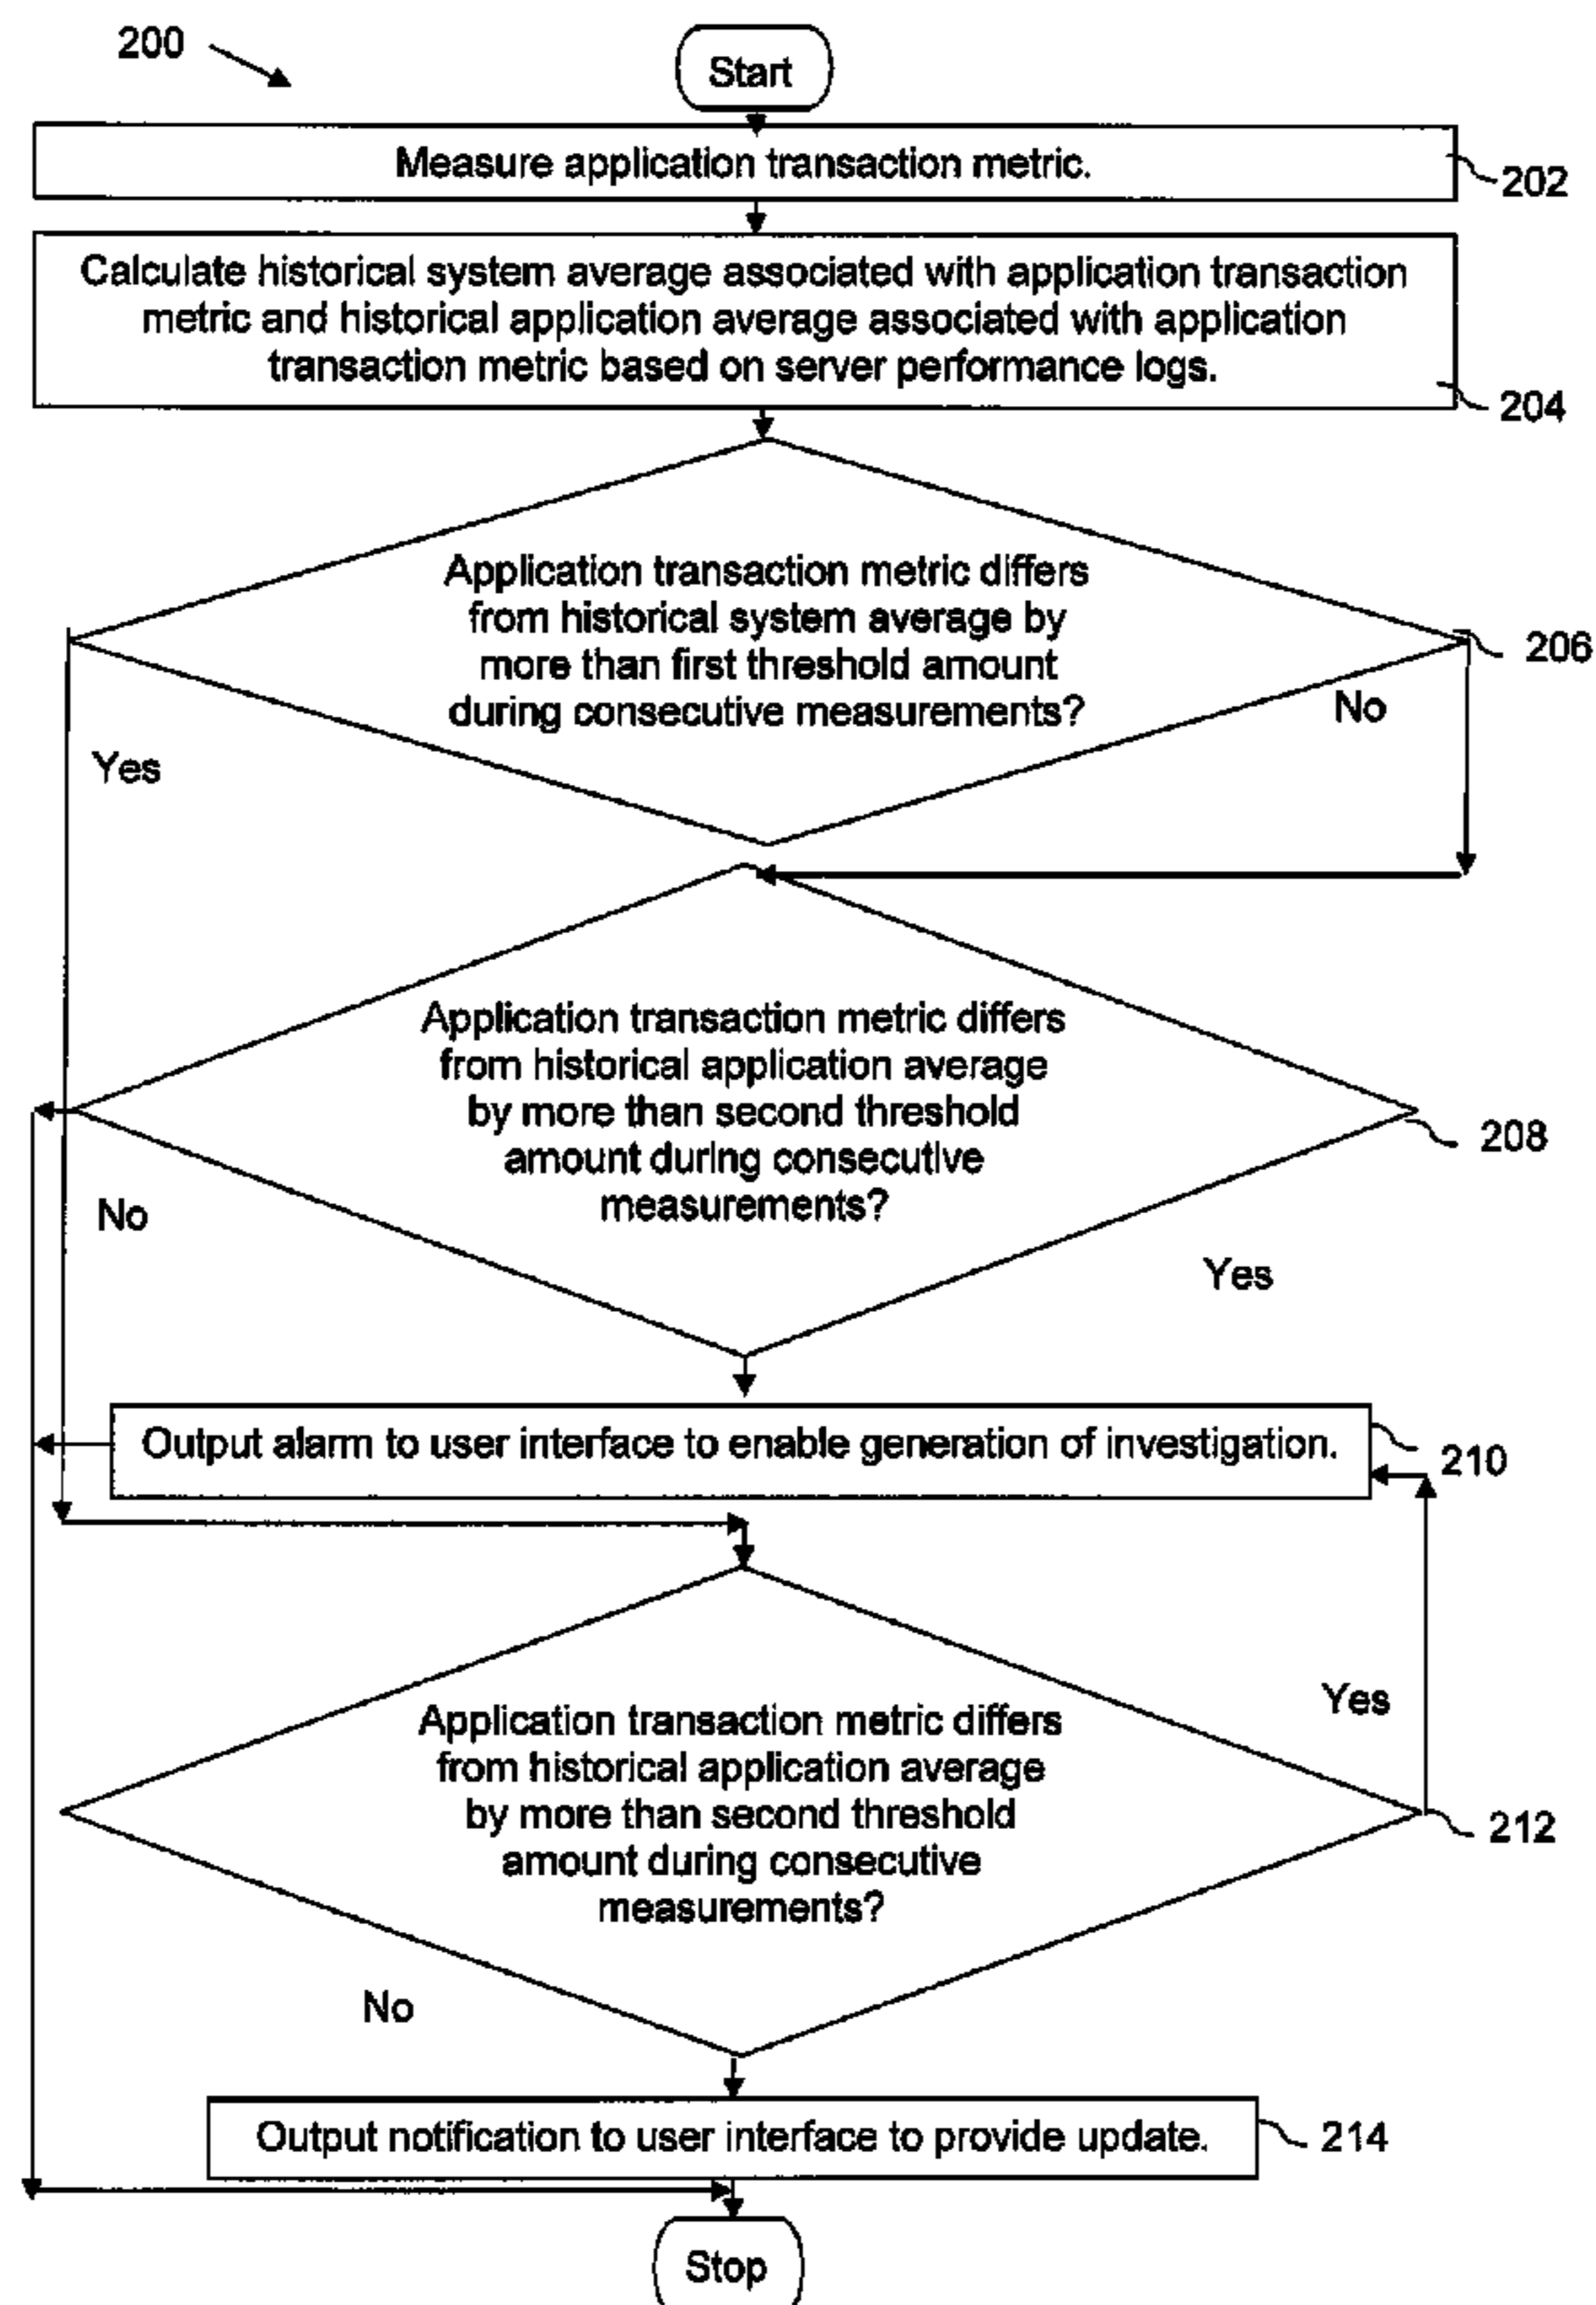 200
Start
Measure application transaction metric.
202
Calculate historical system average associated with application transaction
metric and historical application average associated with application
transaction metric based on server performance logs.
204
Application transaction metric differs
from historical system average by
more than first threshold amount
during consecutive measurements?
206
No
Yes
Application transaction metric differs
from historical application average
by more than second threshold
amount during consecutive
measurements?
208
No
Yes
Output alarm to user interface to enable generation of investigation.
210
Application transaction metric differs
from historical application average
by more than second threshold
amount during consecutive
measurements?
Yes
212
No
Output notification to user interface to provide update.
214
Stop